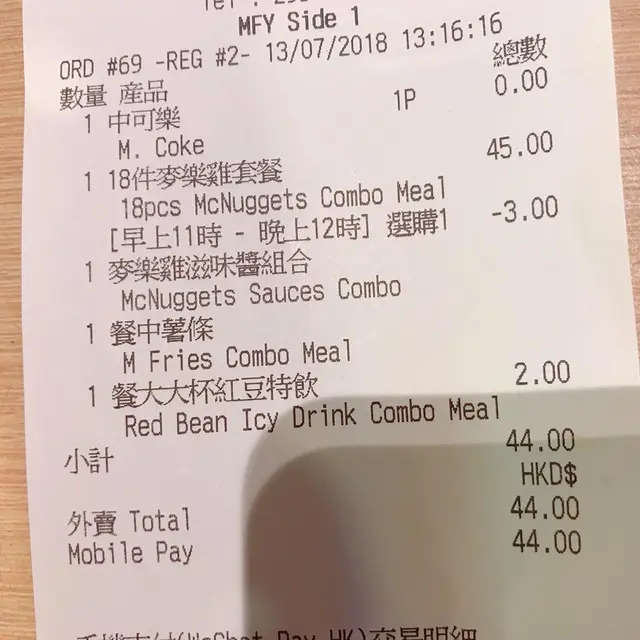 MFY Side 1
ORD #69 -REG #2- 13/07/2018 13:16:16
數量 產品 總數
1 中可樂 1P 0.00
M. Coke
1 18件麥樂雞套餐 45.00
18pcs McNuggets Combo Meal
[早上11時 - 晚上12時] 選購1 -3.00
1 麥樂雞滋味醬組合
McNuggets Sauces Combo
1 餐中薯條
M Fries Combo Meal
1 餐大大杯紅豆特飲 2.00
Red Bean Icy Drink Combo Meal
小計 44.00
HKD$
外賣 Total 44.00
Mobile Pay 44.00